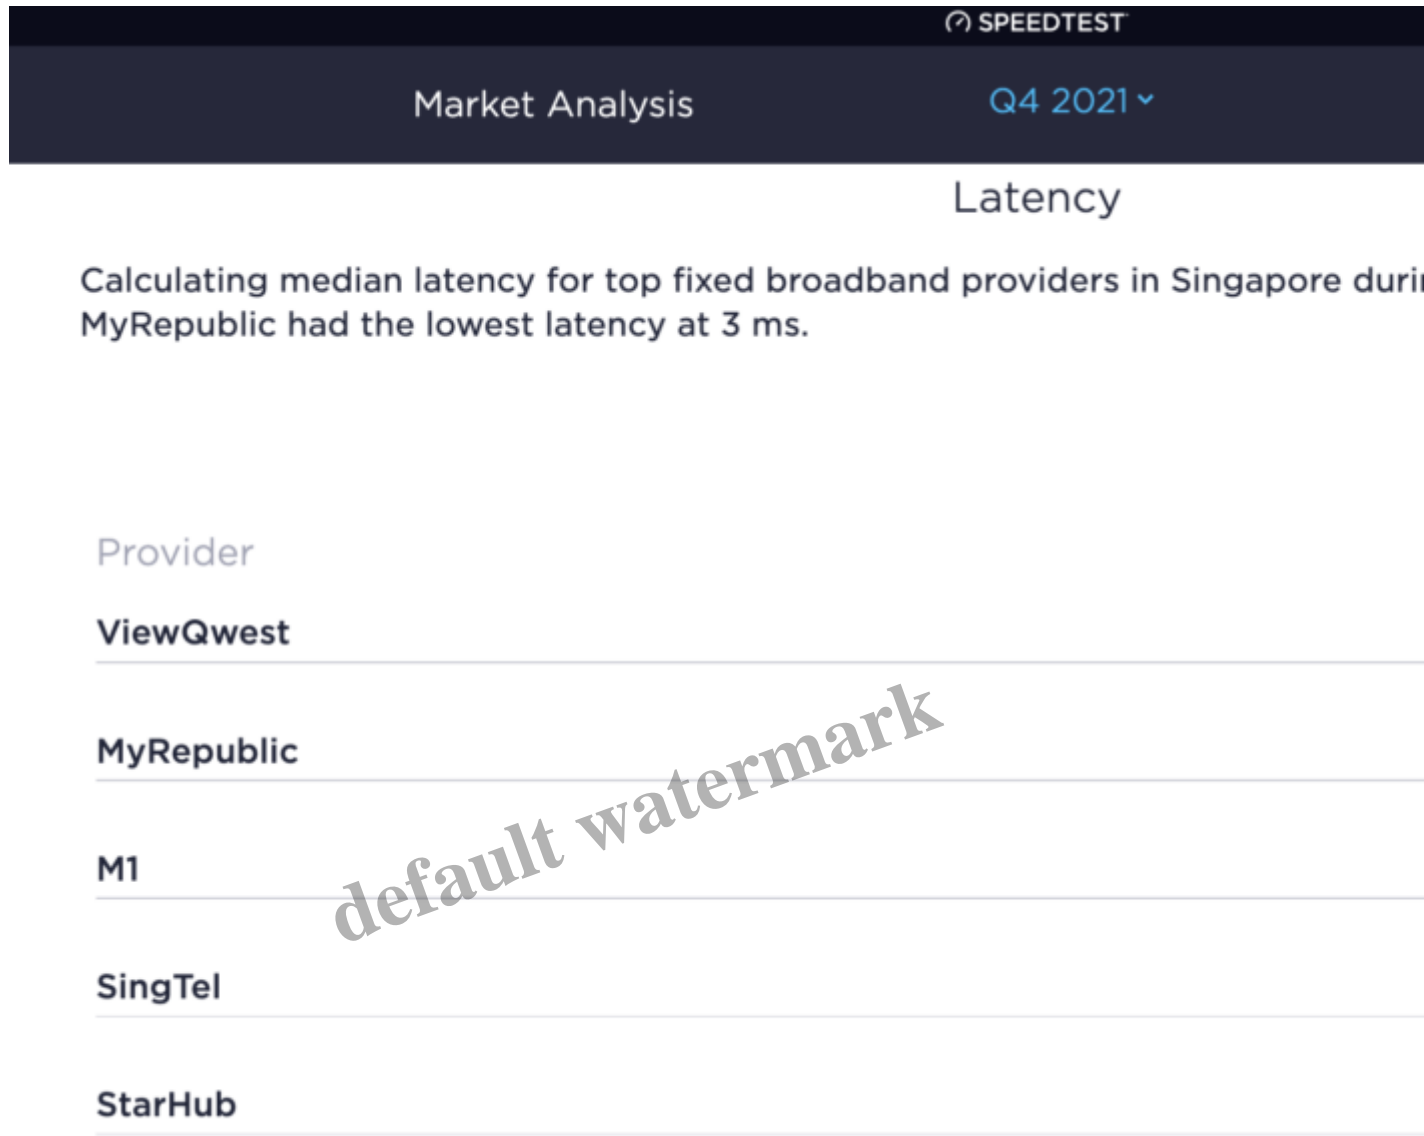 SPEEDTEST
Market Analysis
Q4 2021
Latency
Calculating median latency for top fixed broadband providers in Singapore
MyRepublic had the lowest latency at 3 ms.
Provider
ViewQwest
MyRepublic
M1
SingTel
StarHub
default watermark